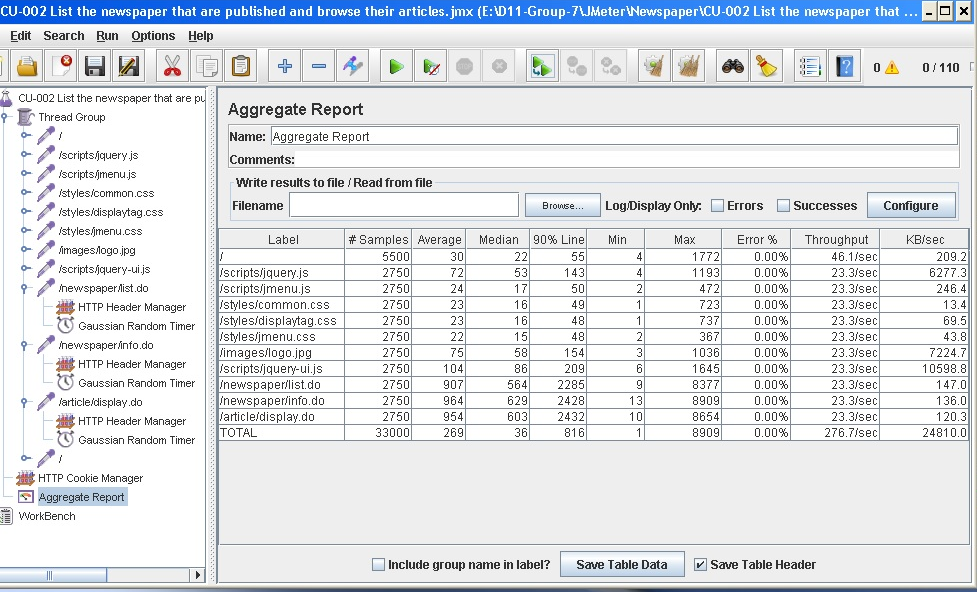 CU-002 List the newspaper that are published and browse their articles.jmx (E:\D11-Group-7\JMeter\Newspaper\CU-002 List the newspaper that ...
Edit Search Run Options Help
0 0 / 110
CU-002 List the newspaper that are pu
Thread Group
/
/scripts/jquery.js
/scripts/jmenu.js
/styles/common.css
/styles/displaytag.css
/styles/jmenu.css
/images/logo.jpg
/scripts/jquery-ui.js
/newspaper/list.do
HTTP Header Manager
Gaussian Random Timer
/newspaper/info.do
HTTP Header Manager
Gaussian Random Timer
/article/display.do
HTTP Header Manager
Gaussian Random Timer
/
HTTP Cookie Manager
Aggregate Report
WorkBench
Aggregate Report
Name: Aggregate Report
Comments:
Write results to file / Read from file
Filename Browse... Log/Display Only: Errors Successes Configure
Label # Samples Average Median 90% Line Min Max Error % Throughput KB/sec
/ 5500 30 22 55 4 1772 0.00% 46.1/sec 209.2
/scripts/jquery.js 2750 72 53 143 4 1193 0.00% 23.3/sec 6277.3
/scripts/jmenu.js 2750 24 17 50 2 472 0.00% 23.3/sec 246.4
/styles/common.css 2750 23 16 49 1 723 0.00% 23.3/sec 13.4
/styles/displaytag.css 2750 23 16 48 1 737 0.00% 23.3/sec 69.5
/styles/jmenu.css 2750 22 15 48 2 367 0.00% 23.3/sec 43.8
/images/logo.jpg 2750 75 58 154 3 1036 0.00% 23.3/sec 7224.7
/scripts/jquery-ui.js 2750 104 86 209 6 1645 0.00% 23.3/sec 10598.8
/newspaper/list.do 2750 907 564 2285 9 8377 0.00% 23.3/sec 147.0
/newspaper/info.do 2750 964 629 2428 13 8909 0.00% 23.3/sec 136.0
/article/display.do 2750 954 603 2432 10 8654 0.00% 23.3/sec 120.3
TOTAL 33000 269 36 816 1 8909 0.00% 276.7/sec 24810.0
Include group name in label? Save Table Data Save Table Header